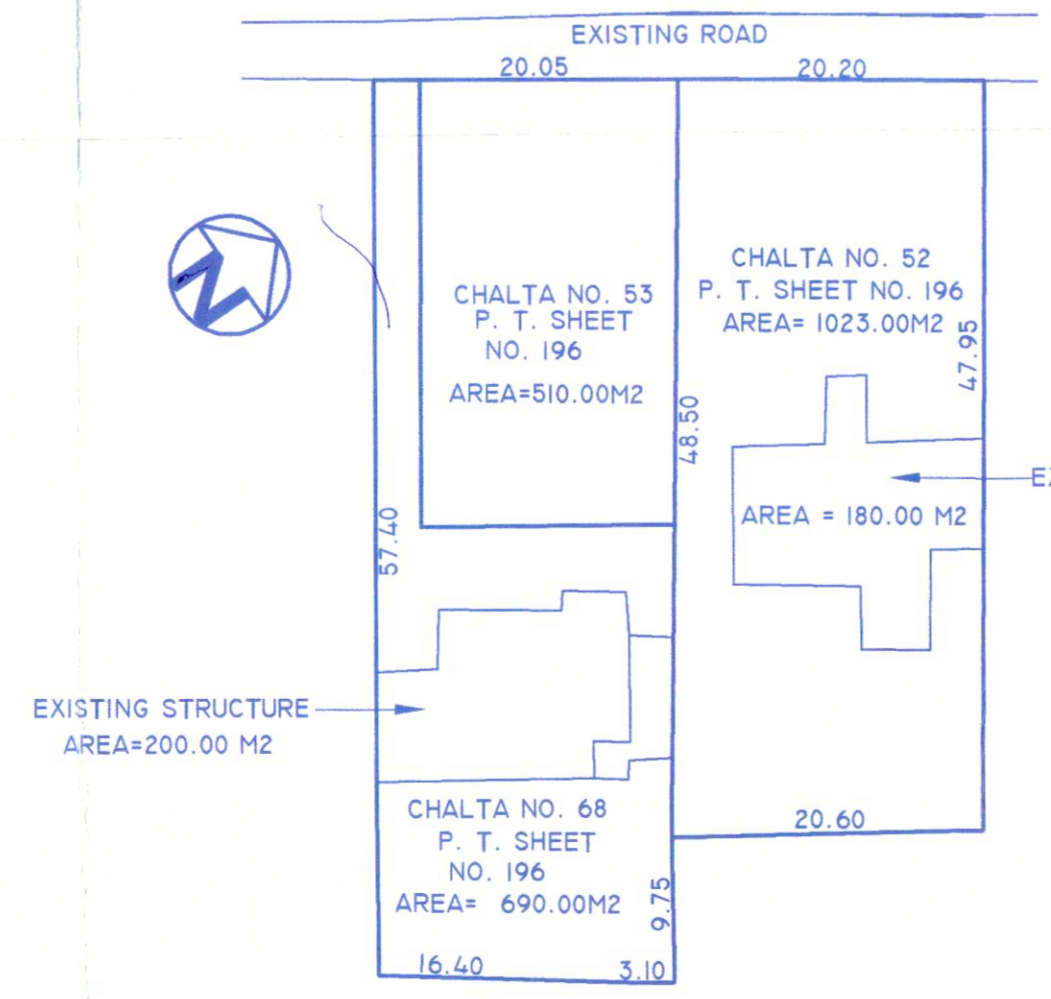 EXISTING ROAD
20.05
20.20
N
CHALTA NO. 53
P. T. SHEET
NO. 196
AREA=510.00M2
CHALTA NO. 52
P. T. SHEET NO. 196
AREA= 1023.00M2
47.95
48.50
57.40
AREA = 180.00 M2
EXISTING STRUCTURE
AREA=200.00 M2
CHALTA NO. 68
P. T. SHEET
NO. 196
AREA= 690.00M2
20.60
9.75
16.40
3.10